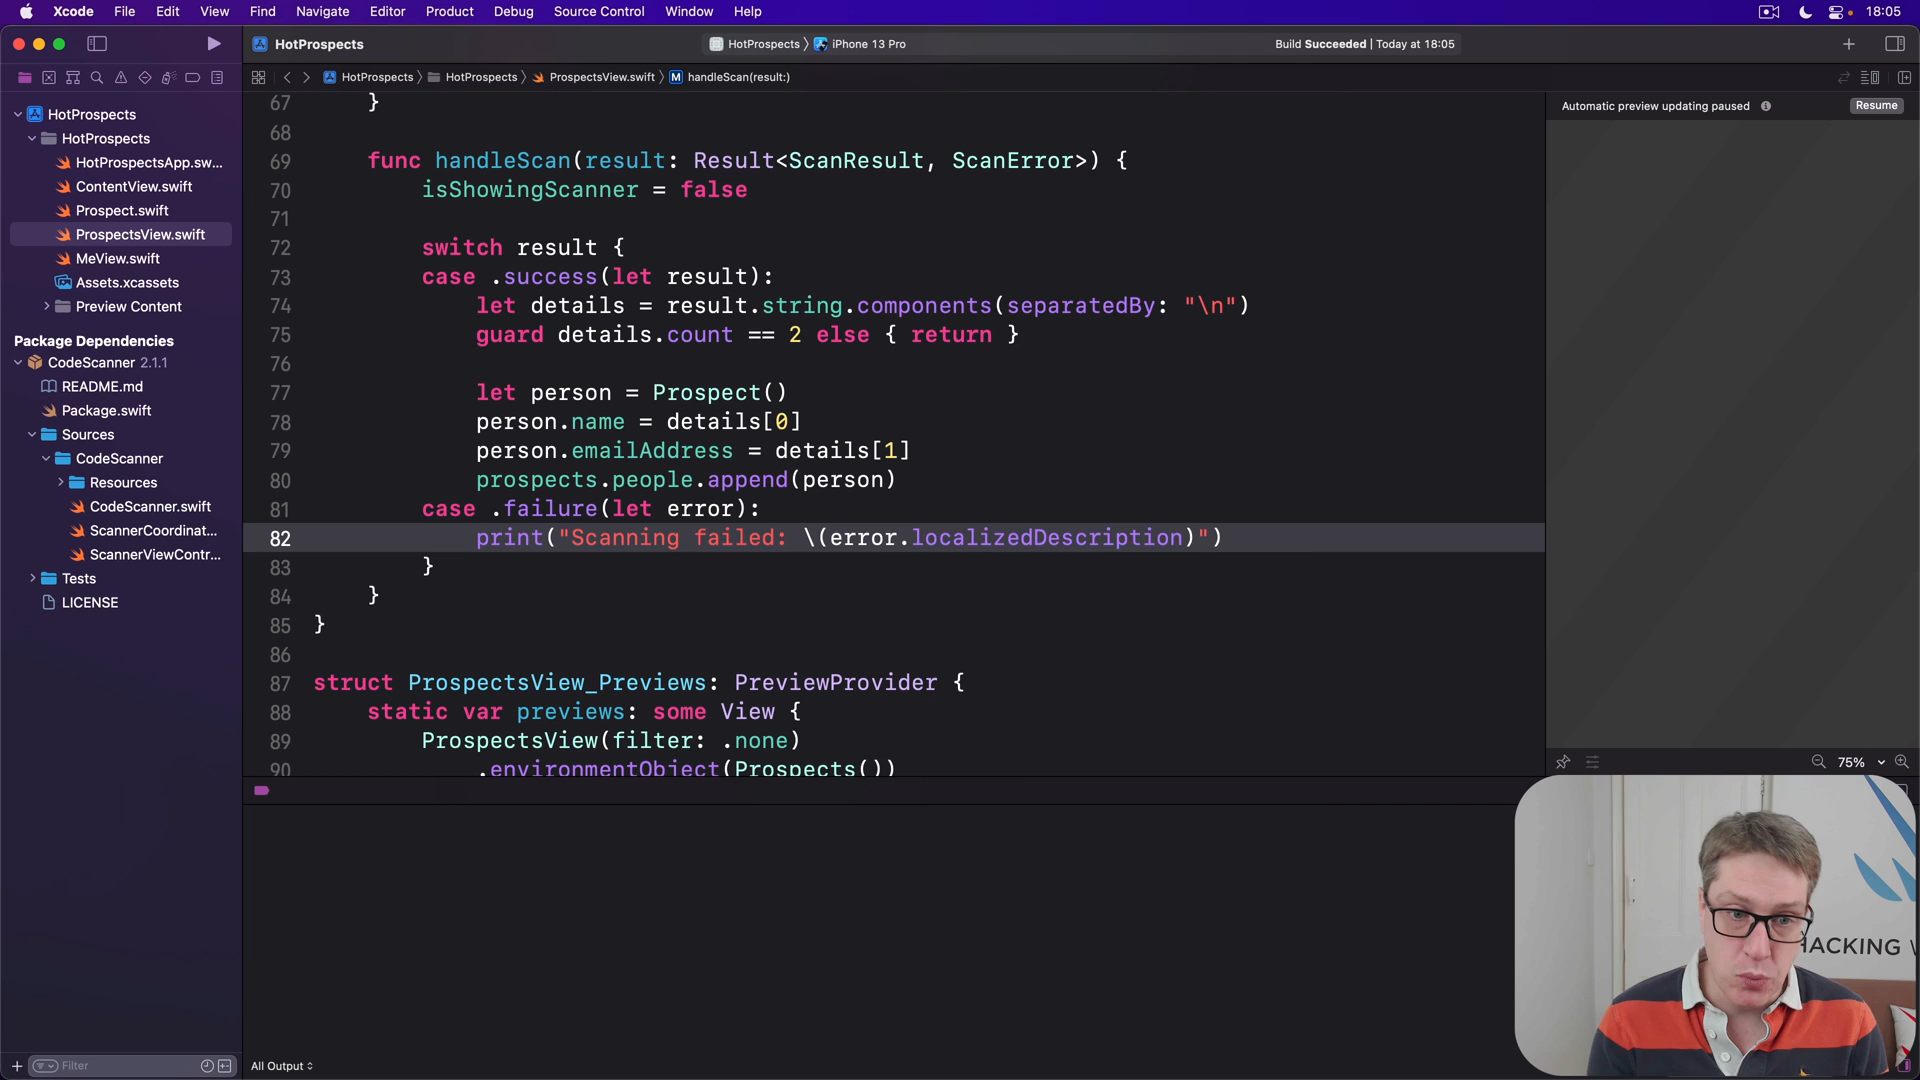 Xcode File Edit View Find Navigate Editor Product Debug Source Control Window Help 18:05
HotProspects HotProspects iPhone 13 Pro Build Succeeded | Today at 18:05
HotProspects HotProspects ProspectsView.swift M handleScan(result:)
HotProspects
HotProspects
HotProspectsApp.sw...
ContentView.swift
Prospect.swift
ProspectsView.swift
MeView.swift
Assets.xcassets
Preview Content
Package Dependencies
CodeScanner 2.1.1
README.md
Package.swift
Sources
CodeScanner
Resources
CodeScanner.swift
ScannerCoordinat...
ScannerViewContr...
Tests
LICENSE
Filter
67 }
68
69 func handleScan(result: Result<ScanResult, ScanError>) {
70 isShowingScanner = false
71
72 switch result {
73 case .success(let result):
74 let details = result.string.components(separatedBy: "\n")
75 guard details.count == 2 else { return }
76
77 let person = Prospect()
78 person.name = details[0]
79 person.emailAddress = details[1]
80 prospects.people.append(person)
81 case .failure(let error):
82 print("Scanning failed: \(error.localizedDescription)")
83 }
84 }
85 }
86
87 struct ProspectsView_Previews: PreviewProvider {
88 static var previews: some View {
89 ProspectsView(filter: .none)
90 .environmentObject(Prospects())
All Output
Automatic preview updating paused Resume
75%
HACKING W